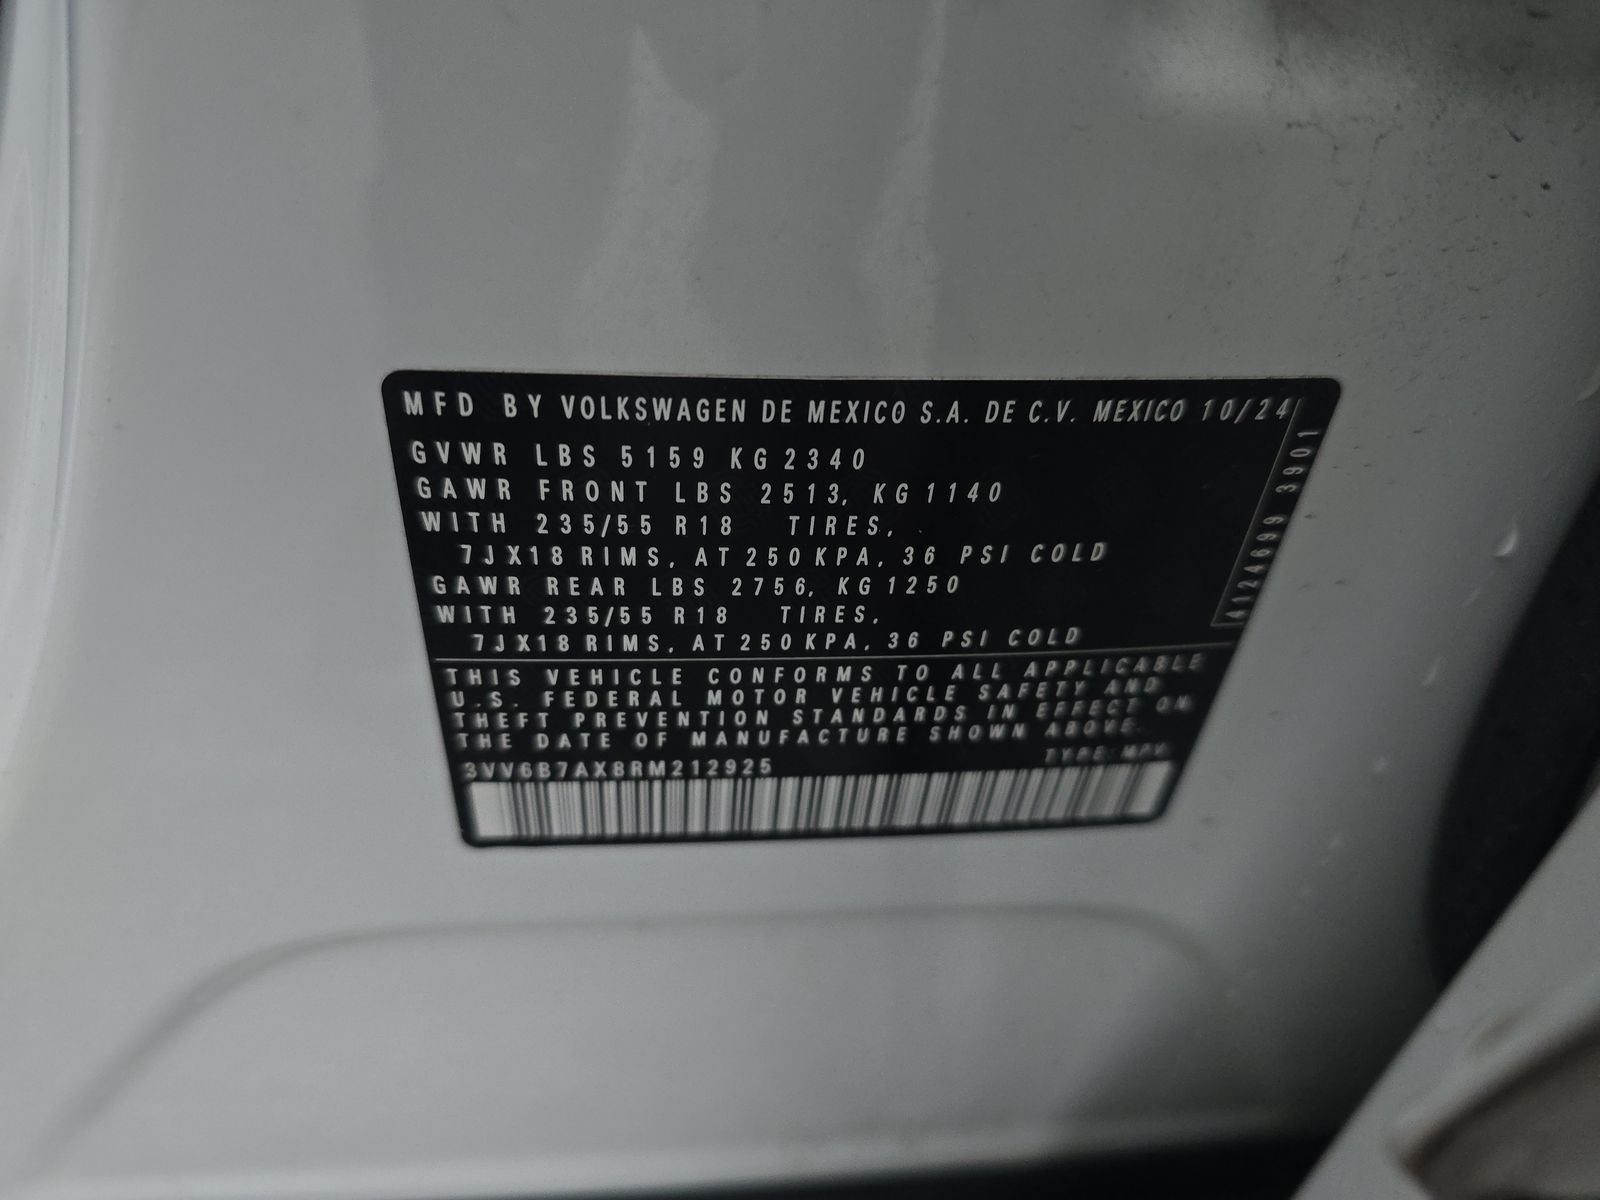 MFD BY VOLKSWAGEN DE MEXICO S.A. DE C.V. MEXICO 10/24
GVWR LBS 5159 KG 2340
GAWR FRONT LBS 2513, KG 1140
WITH 235/55 R18 TIRES,
7JX18 RIMS, AT 250 KPA, 36 PSI COLD
GAWR REAR LBS 2756, KG 1250
WITH 235/55 R18 TIRES,
7JX18 RIMS, AT 250 KPA, 36 PSI COLD
4124699 3901
THIS VEHICLE CONFORMS TO ALL APPLICABLE
U.S. FEDERAL MOTOR VEHICLE SAFETY AND
THEFT PREVENTION STANDARDS IN EFFECT ON
THE DATE OF MANUFACTURE SHOWN ABOVE.
3VV6B7AX8RM212925
TYPE: MPV